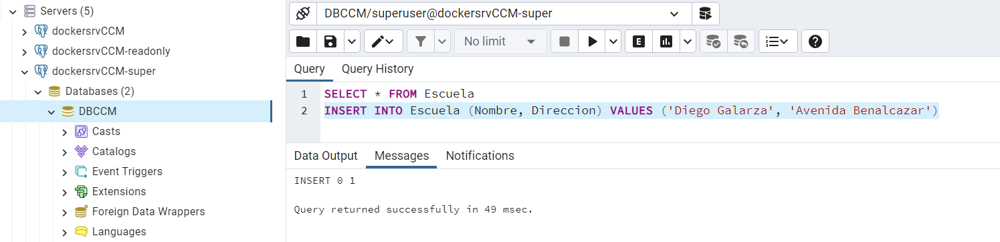 Servers (5)
dockersrvCCM
dockersrvCCM-readonly
dockersrvCCM-super
Databases (2)
DBCCM
Casts
Catalogs
Event Triggers
Extensions
Foreign Data Wrappers
Languages
DBCCM/superuser@dockersrvCCM-super
No limit
E
Query Query History
1 SELECT * FROM Escuela
2 INSERT INTO Escuela (Nombre, Direccion) VALUES ('Diego Galarza', 'Avenida Benalcazar')
Data Output Messages Notifications
INSERT 0 1
Query returned successfully in 49 msec.